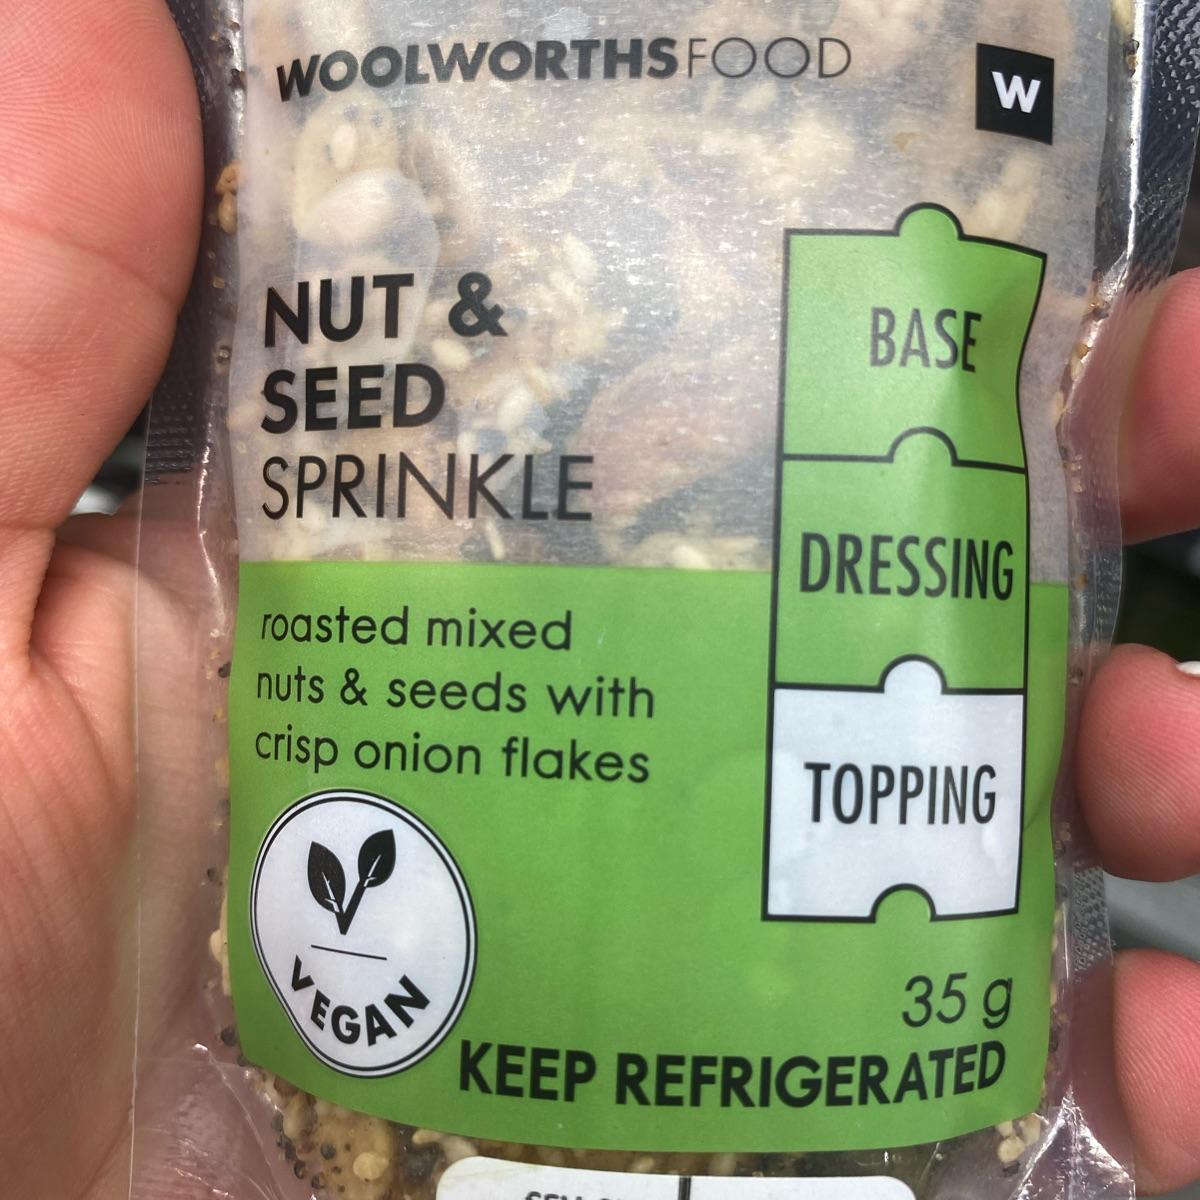 WOOLWORTHSFOOD
W
NUT &
SEED
SPRINKLE
roasted mixed
nuts & seeds with
crisp onion flakes
BASE
DRESSING
TOPPING
VEGAN
35 g
KEEP REFRIGERATED